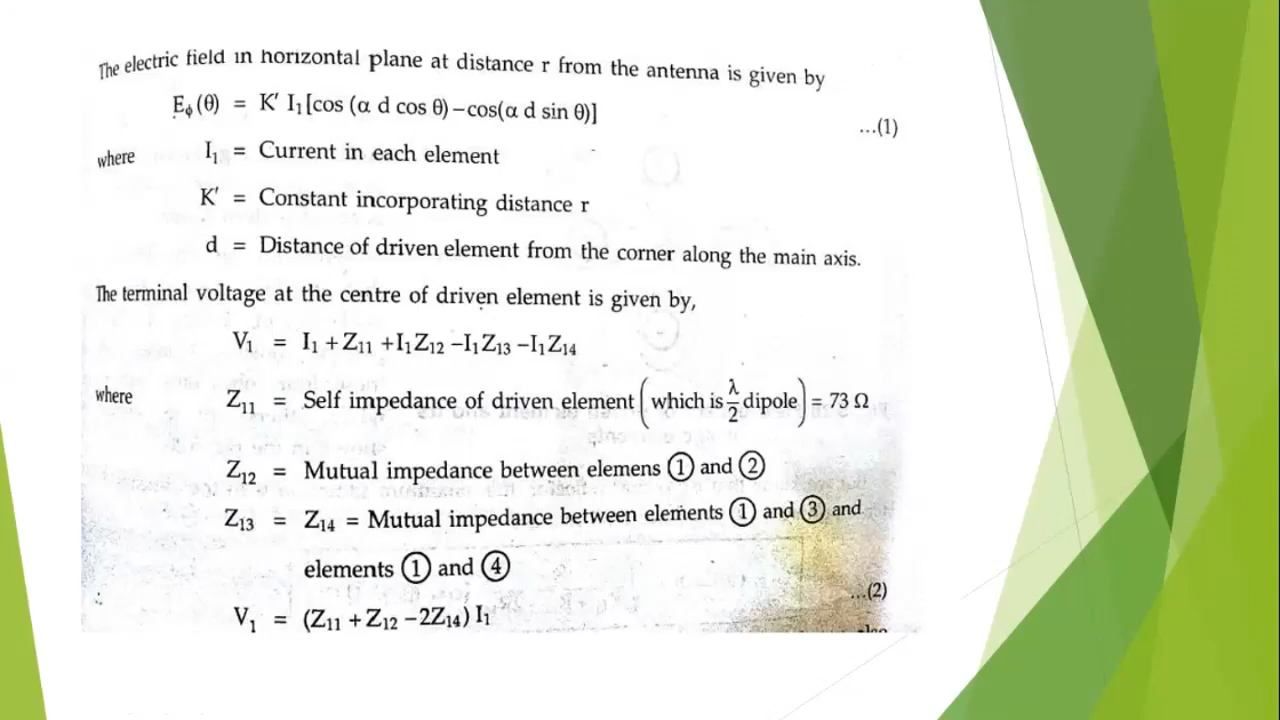 The electric field in horizontal plane at distance r from the antenna is given by
E_ϕ(θ) = K′ I₁[cos (α d cos θ) – cos(α d sin θ)] ...(1)
where I₁ = Current in each element
K′ = Constant incorporating distance r
d = Distance of driven element from the corner along the main axis.
The terminal voltage at the centre of driven element is given by,
V₁ = I₁ + Z₁₁ + I₁Z₁₂ – I₁Z₁₃ – I₁Z₁₄
where Z₁₁ = Self impedance of driven element (which is λ/2 dipole) = 73 Ω
Z₁₂ = Mutual impedance between elemens ① and ②
Z₁₃ = Z₁₄ = Mutual impedance between elements ① and ③ and
elements ① and ④
...(2)
V₁ = (Z₁₁ + Z₁₂ – 2Z₁₄) I₁